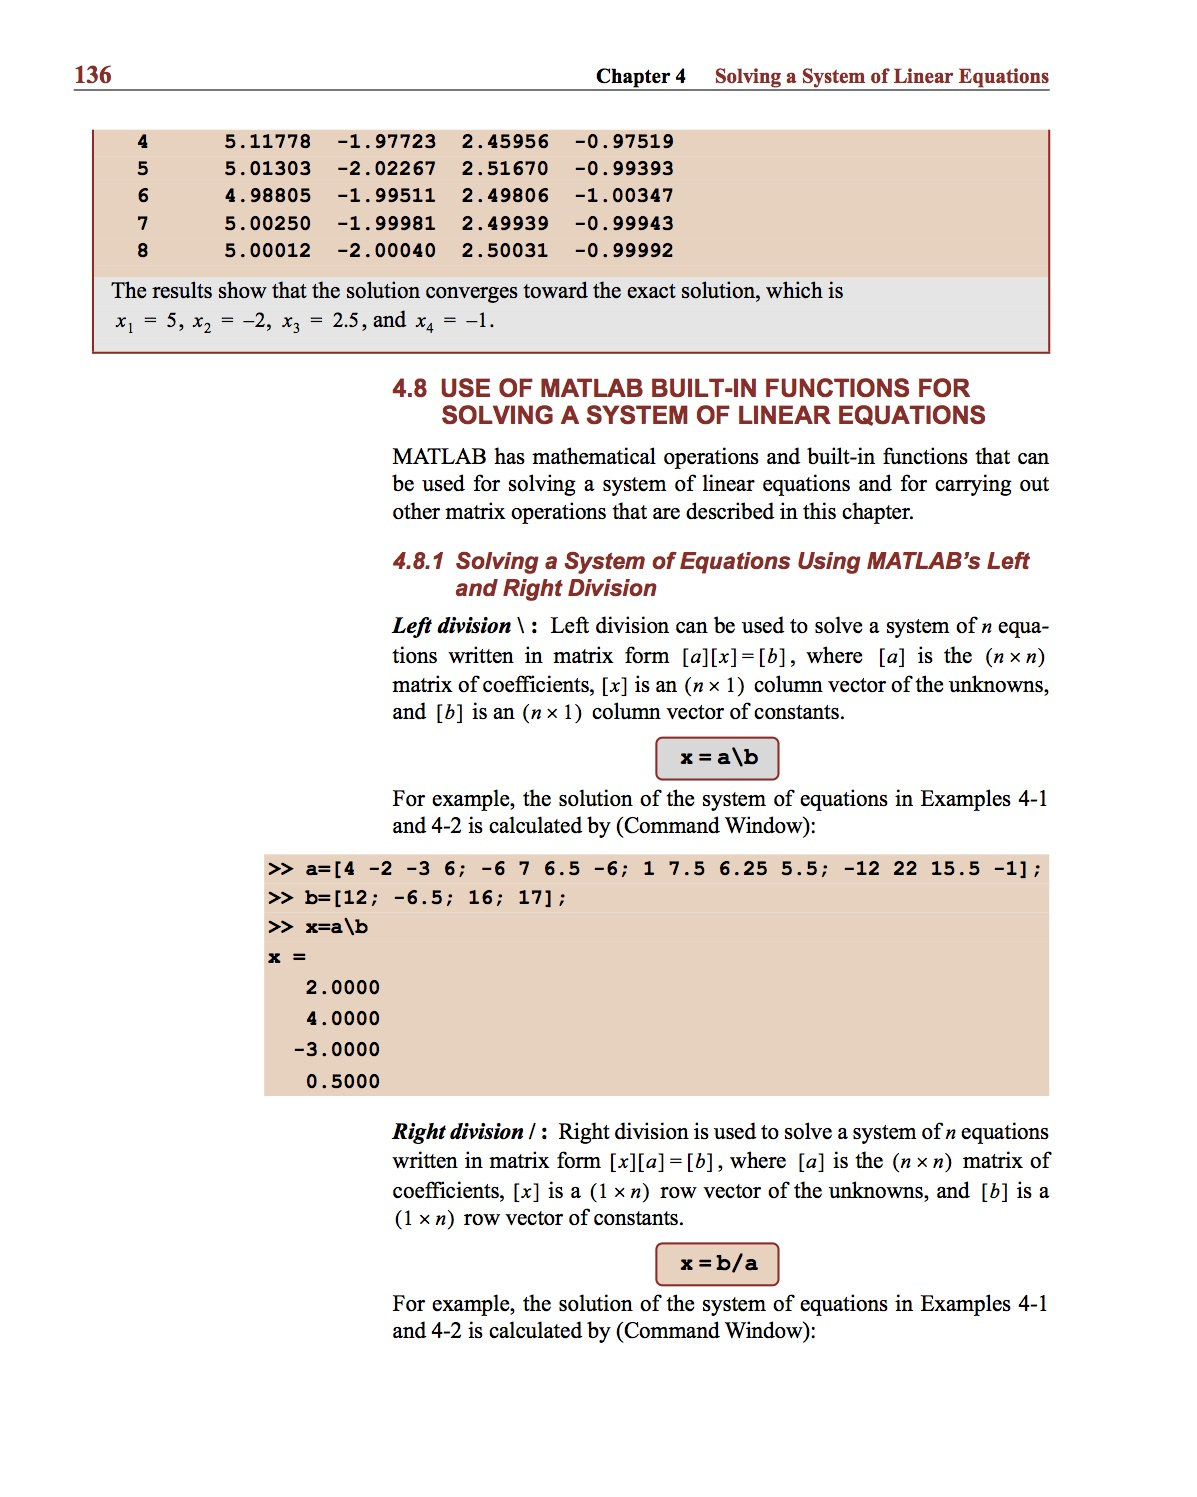 136
Chapter 4 Solving a System of Linear Equations
4 5.11778 -1.97723 2.45956 -0.97519
5 5.01303 -2.02267 2.51670 -0.99393
6 4.98805 -1.99511 2.49806 -1.00347
7 5.00250 -1.99981 2.49939 -0.99943
8 5.00012 -2.00040 2.50031 -0.99992
The results show that the solution converges toward the exact solution, which is
x₁ = 5, x₂ = –2, x₃ = 2.5, and x₄ = –1.
4.8 USE OF MATLAB BUILT-IN FUNCTIONS FOR
SOLVING A SYSTEM OF LINEAR EQUATIONS
MATLAB has mathematical operations and built-in functions that can
be used for solving a system of linear equations and for carrying out
other matrix operations that are described in this chapter.
4.8.1 Solving a System of Equations Using MATLAB’s Left
and Right Division
Left division \ : Left division can be used to solve a system of n equa-
tions written in matrix form [a][x]=[b], where [a] is the (n × n)
matrix of coefficients, [x] is an (n × 1) column vector of the unknowns,
and [b] is an (n × 1) column vector of constants.
x = a\b
For example, the solution of the system of equations in Examples 4-1
and 4-2 is calculated by (Command Window):
>> a=[4 -2 -3 6; -6 7 6.5 -6; 1 7.5 6.25 5.5; -12 22 15.5 -1];
>> b=[12; -6.5; 16; 17];
>> x=a\b
x =
2.0000
4.0000
-3.0000
0.5000
Right division / : Right division is used to solve a system of n equations
written in matrix form [x][a]=[b], where [a] is the (n × n) matrix of
coefficients, [x] is a (1 × n) row vector of the unknowns, and [b] is a
(1 × n) row vector of constants.
x = b/a
For example, the solution of the system of equations in Examples 4-1
and 4-2 is calculated by (Command Window):